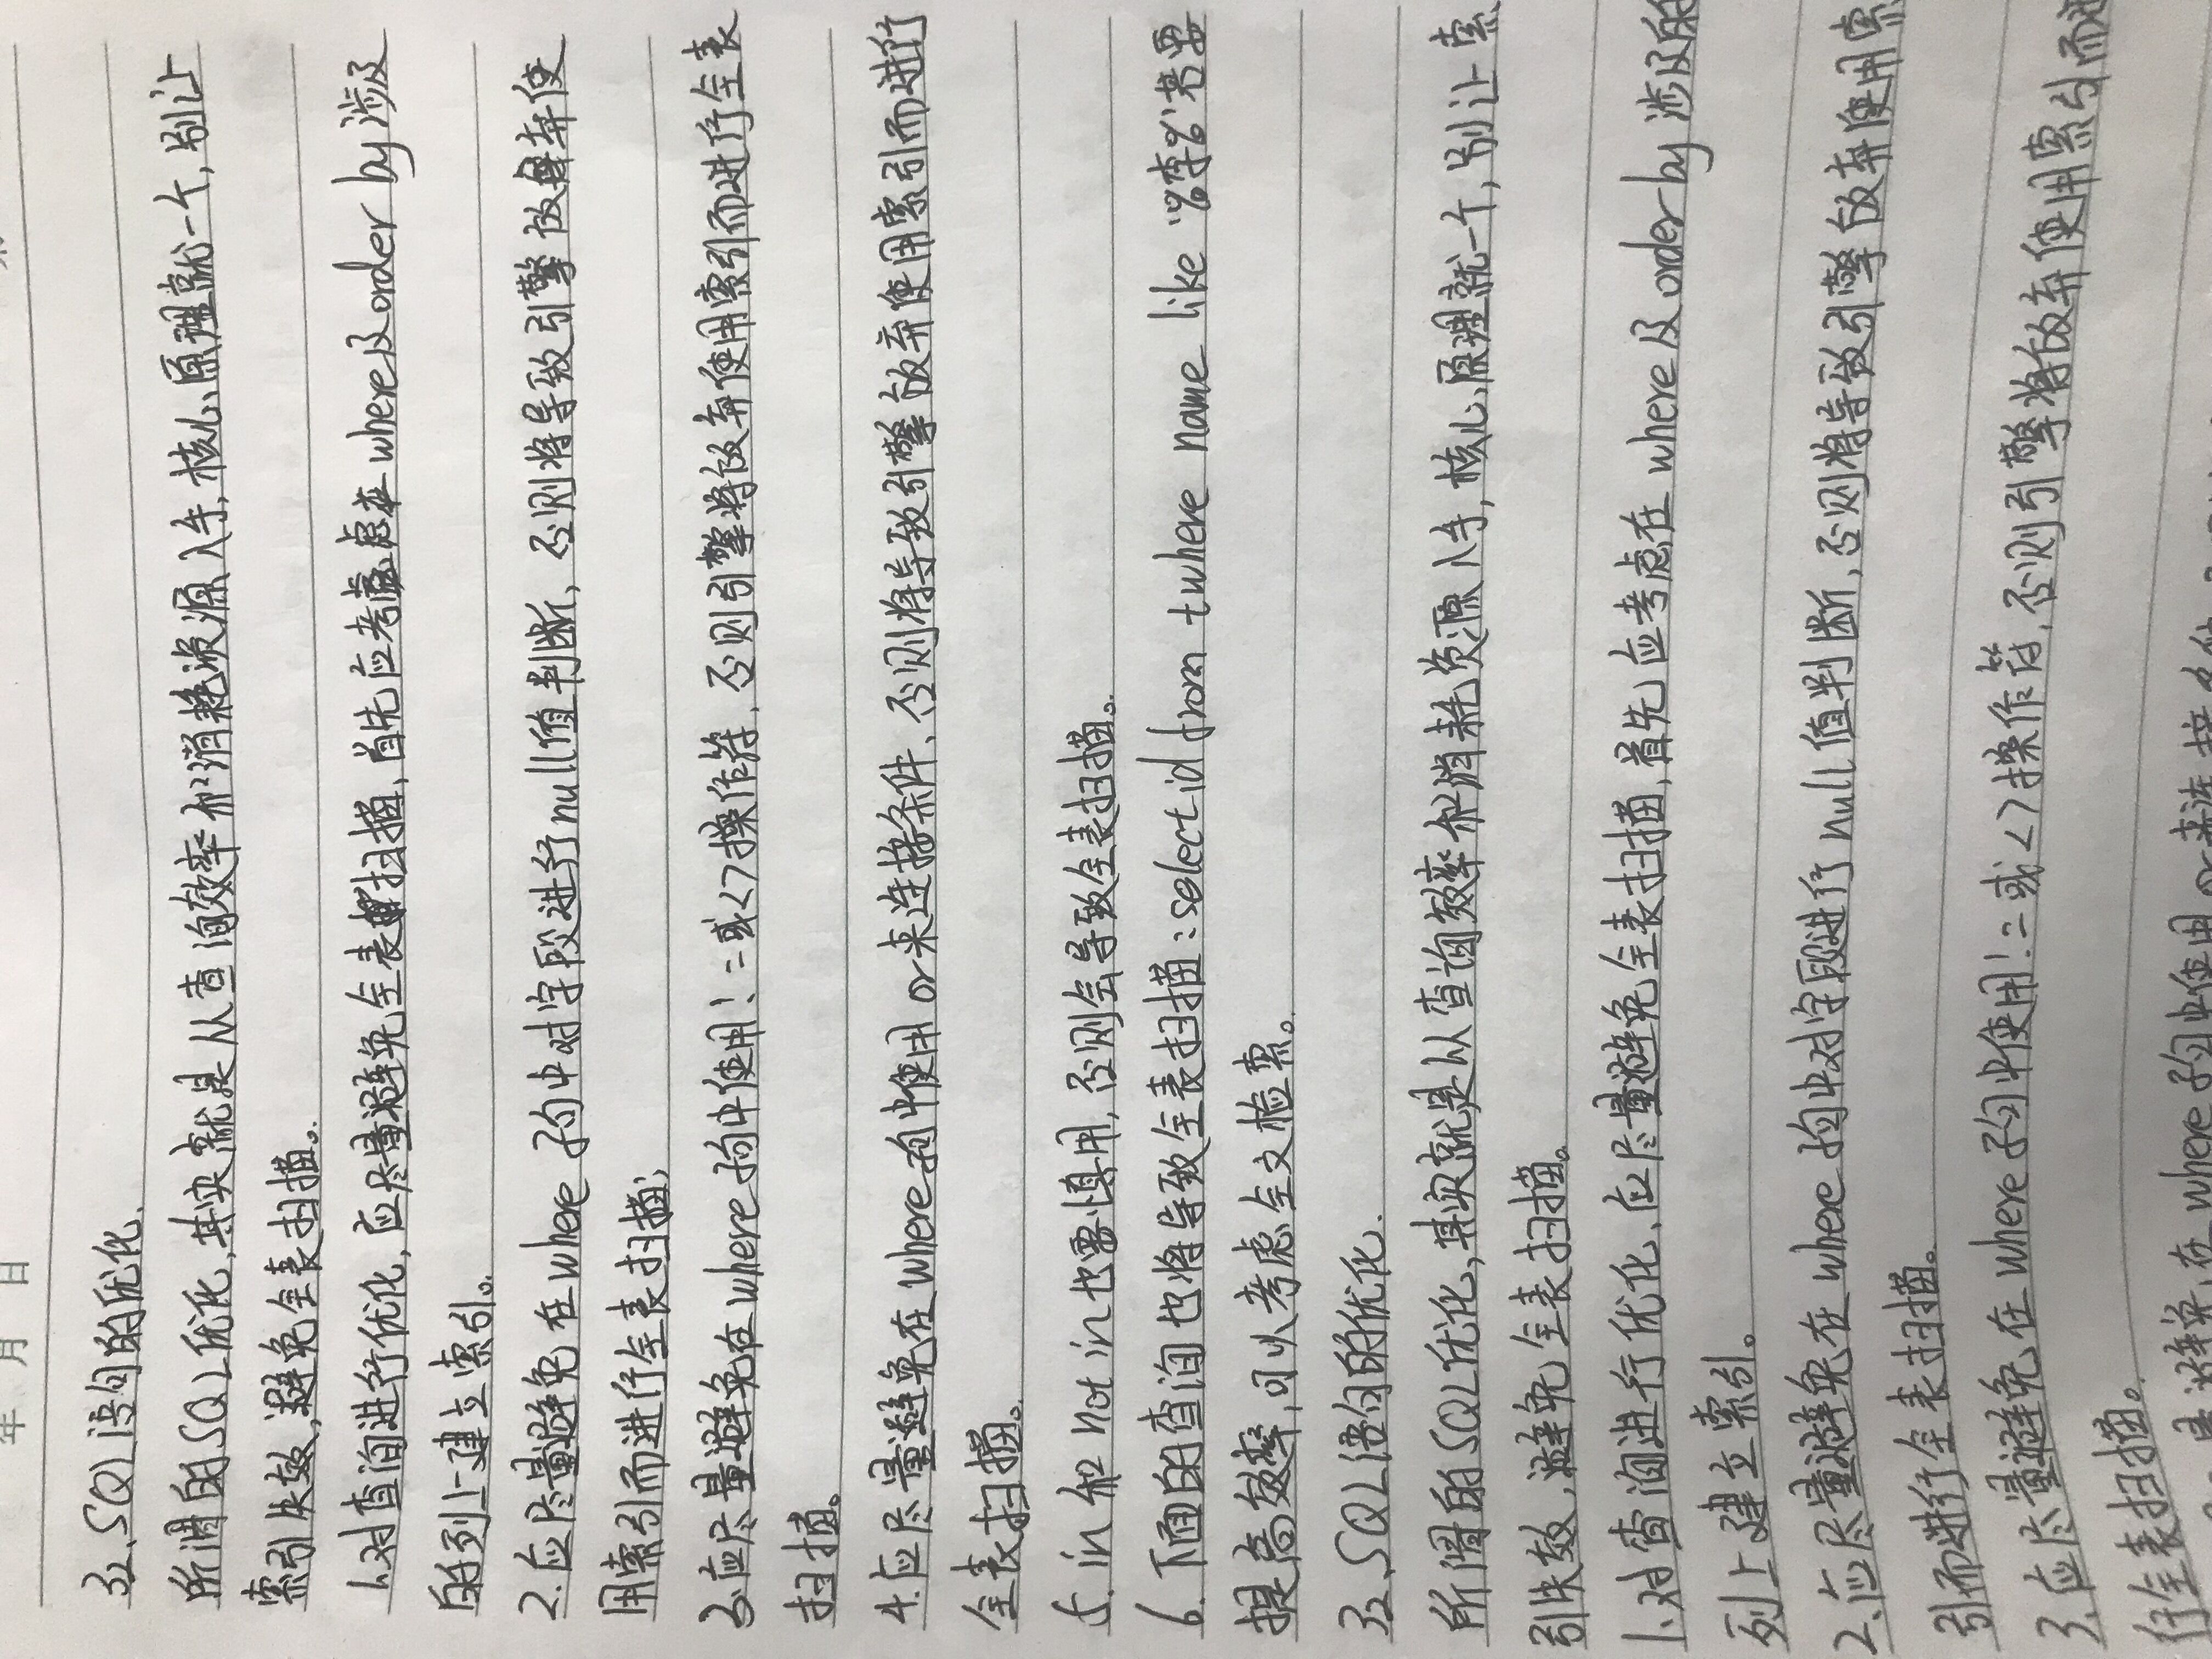 年 月 日
32、SQL语句的优化.
所谓的SQL优化,其实就是从查询效率和消耗资源入手,核心原理就一个,别让
索引失效,避免全表扫描。
1.对查询进行优化,应尽量避免全表扫描,首先应考虑在where及order by涉及
的列上建立索引。
2.应尽量避免在where子句中对字段进行null值判断,否则将导致引擎放弃使
用索引而进行全表扫描;
3.应尽量避免在where子句中使用!=或<>操作符,否则引擎将放弃使用索引而进行全表
扫描。
4.应尽量避免在where子句中使用or来连接条件、否则将导致引擎放弃使用索引而进行
全表扫描。
5. in 和 not in也要慎用,否则会导致全表扫描。
6. 下面的查询也将导致全表扫描:select id from t where name like '%李%'若要
提高效率,可以考虑全文检索。
32、SQL语句的优化.
所谓的SQL优化,其实就是从查询效率和消耗资源入手,核心原理就一个,别让索
引失效,避免全表扫描。
1、对查询进行优化、应尽量避免全表扫描,首先应考虑在where及order by涉及的
列上建立索引。
2、应尽量避免在where子句中对字段进行null值判断,否则将导致引擎放弃使用索
引而进行全表扫描。
3、应尽量避免在where子句中使用!=或<>操作符,否则引擎将放弃使用索引而进
行全表扫描。
量避免在where子句中使用or来连接条件